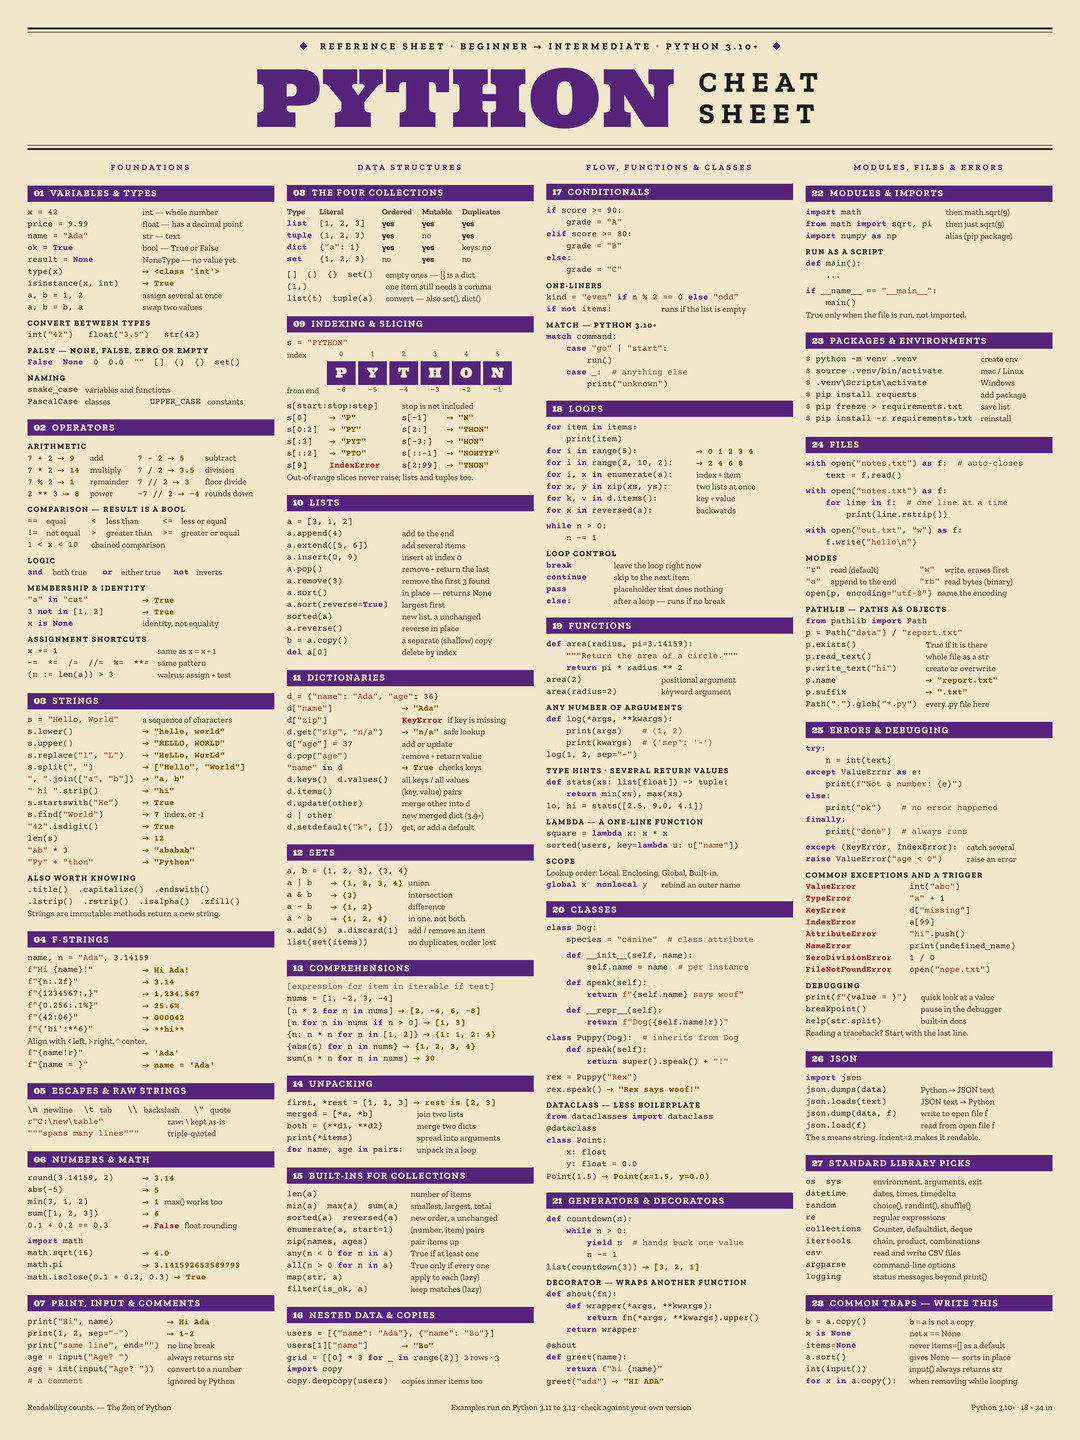 ◆ REFERENCE SHEET · BEGINNER → INTERMEDIATE · PYTHON 3.10+ ◆
PYTHON CHEAT SHEET
FOUNDATIONS
01 VARIABLES & TYPES
x = 42 int — whole number
price = 9.99 float — has a decimal point
name = "Ada" str — text
ok = True bool — True or False
result = None NoneType — no value yet
type(x) → <class 'int'>
isinstance(x, int) → True
a, b = 1, 2 assign several at once
a, b = b, a swap two values
CONVERT BETWEEN TYPES
int("42") float("3.5") str(42)
FALSY — NONE, FALSE, ZERO OR EMPTY
False None 0 0.0 "" [] () {} set()
NAMING
snake_case variables and functions
PascalCase classes UPPER_CASE constants
02 OPERATORS
ARITHMETIC
7 + 2 → 9 add 7 - 2 → 5 subtract
7 * 2 → 14 multiply 7 / 2 → 3.5 division
7 % 2 → 1 remainder 7 // 2 → 3 floor divide
2 ** 3 → 8 power -7 // 2 → -4 rounds down
COMPARISON — RESULT IS A BOOL
== equal < less than <= less or equal
!= not equal > greater than >= greater or equal
1 < x < 10 chained comparison
LOGIC
and both true or either true not inverts
MEMBERSHIP & IDENTITY
"a" in "cat" → True
3 not in [1, 2] → True
x is None identity, not equality
ASSIGNMENT SHORTCUTS
x += 1 same as x = x + 1
-= *= /= //= %= **= same pattern
(n := len(a)) > 3 walrus: assign + test
03 STRINGS
s = "Hello, World" a sequence of characters
s.lower() → "hello, world"
s.upper() → "HELLO, WORLD"
s.replace("l", "L") → "HeLLo, WorLd"
s.split(", ") → ["Hello", "World"]
", ".join(["a", "b"]) → "a, b"
" hi ".strip() → "hi"
s.startswith("He") → True
s.find("World") → 7 index, or -1
"42".isdigit() → True
len(s) → 12
"ab" * 3 → "ababab"
"Py" + "thon" → "Python"
ALSO WORTH KNOWING
.title() .capitalize() .endswith()
.lstrip() .rstrip() .isalpha() .zfill()
Strings are immutable: methods return a new string.
04 F-STRINGS
name, n = "Ada", 3.14159
f"Hi {name}!" → Hi Ada!
f"{n:.2f}" → 3.14
f"{1234567:,}" → 1,234,567
f"{0.256:.1%}" → 25.6%
f"{42:06}" → 000042
f"{'hi':*^6}" → **hi**
Align with < left, > right, ^ center.
f"{name!r}" → 'Ada'
f"{name = }" → name = 'Ada'
05 ESCAPES & RAW STRINGS
\n newline \t tab \\ backslash \" quote
r"C:\new\table" raw: \ kept as-is
"""spans many lines""" triple-quoted
06 NUMBERS & MATH
round(3.14159, 2) → 3.14
abs(-5) → 5
min(3, 1, 2) → 1 max() works too
sum([1, 2, 3]) → 6
0.1 + 0.2 == 0.3 → False float rounding
import math
math.sqrt(16) → 4.0
math.pi → 3.141592653589793
math.isclose(0.1 + 0.2, 0.3) → True
07 PRINT, INPUT & COMMENTS
print("Hi", name) → Hi Ada
print(1, 2, sep="-") → 1-2
print("same line", end="") no line break
age = input("Age? ") always returns str
age = int(input("Age? ")) convert to a number
# a comment ignored by Python
DATA STRUCTURES
08 THE FOUR COLLECTIONS
Type Literal Ordered Mutable Duplicates
list [1, 2, 3] yes yes yes
tuple (1, 2, 3) yes no yes
dict {"a": 1} yes yes keys: no
set {1, 2, 3} no yes no
[] () {} set() empty ones — {} is a dict
(1,) one item still needs a comma
list(t) tuple(a) convert — also set(), dict()
09 INDEXING & SLICING
s = "PYTHON"
index 0 1 2 3 4 5
P Y T H O N
from end −6 −5 −4 −3 −2 −1
s[start:stop:step] stop is not included
s[0] → "P" s[-1] → "N"
s[0:2] → "PY" s[2:] → "THON"
s[:3] → "PYT" s[-3:] → "HON"
s[::2] → "PTO" s[::-1] → "NOHTYP"
s[9] IndexError s[2:99] → "THON"
Out-of-range slices never raise; lists and tuples too.
10 LISTS
a = [3, 1, 2]
a.append(4) add to the end
a.extend([5, 6]) add several items
a.insert(0, 9) insert at index 0
a.pop() remove + return the last
a.remove(3) remove the first 3 found
a.sort() in place — returns None
a.sort(reverse=True) largest first
sorted(a) new list, a unchanged
a.reverse() reverse in place
b = a.copy() a separate (shallow) copy
del a[0] delete by index
11 DICTIONARIES
d = {"name": "Ada", "age": 36}
d["name"] → "Ada"
d["zip"] KeyError if key is missing
d.get("zip", "n/a") → "n/a" safe lookup
d["age"] = 37 add or update
d.pop("age") remove + return value
"name" in d → True checks keys
d.keys() d.values() all keys / all values
d.items() (key, value) pairs
d.update(other) merge other into d
d | other new merged dict (3.9+)
d.setdefault("k", []) get, or add a default
12 SETS
a, b = {1, 2, 3}, {3, 4}
a | b → {1, 2, 3, 4} union
a & b → {3} intersection
a - b → {1, 2} difference
a ^ b → {1, 2, 4} in one, not both
a.add(5) a.discard(1) add / remove an item
list(set(items)) no duplicates, order lost
13 COMPREHENSIONS
[expression for item in iterable if test]
nums = [1, -2, 3, -4]
[n * 2 for n in nums] → [2, -4, 6, -8]
[n for n in nums if n > 0] → [1, 3]
{n: n * n for n in [1, 2]} → {1: 1, 2: 4}
{abs(n) for n in nums} → {1, 2, 3, 4}
sum(n * n for n in nums) → 30
14 UNPACKING
first, *rest = [1, 2, 3] → rest is [2, 3]
merged = [*a, *b] join two lists
both = {**d1, **d2} merge two dicts
print(*items) spread into arguments
for name, age in pairs: unpack in a loop
15 BUILT-INS FOR COLLECTIONS
len(a) number of items
min(a) max(a) sum(a) smallest, largest, total
sorted(a) reversed(a) new order, a unchanged
enumerate(a, start=1) (number, item) pairs
zip(names, ages) pair items up
any(n < 0 for n in a) True if at least one
all(n > 0 for n in a) True only if every one
map(str, a) apply to each (lazy)
filter(is_ok, a) keep matches (lazy)
16 NESTED DATA & COPIES
users = [{"name": "Ada"}, {"name": "Bo"}]
users[1]["name"] → "Bo"
grid = [[0] * 3 for _ in range(2)] 2 rows × 3
import copy
copy.deepcopy(users) copies inner items too
FLOW, FUNCTIONS & CLASSES
17 CONDITIONALS
if score >= 90:
grade = "A"
elif score >= 80:
grade = "B"
else:
grade = "C"
ONE-LINERS
kind = "even" if n % 2 == 0 else "odd"
if not items: runs if the list is empty
MATCH — PYTHON 3.10+
match command:
case "go" | "start":
run()
case _: # anything else
print("unknown")
18 LOOPS
for item in items:
print(item)
for i in range(5): → 0 1 2 3 4
for i in range(2, 10, 2): → 2 4 6 8
for i, x in enumerate(a): index + item
for x, y in zip(xs, ys): two lists at once
for k, v in d.items(): key + value
for x in reversed(a): backwards
while n > 0:
n -= 1
LOOP CONTROL
break leave the loop right now
continue skip to the next item
pass placeholder that does nothing
else: after a loop — runs if no break
19 FUNCTIONS
def area(radius, pi=3.14159):
"""Return the area of a circle."""
return pi * radius ** 2
area(2) positional argument
area(radius=2) keyword argument
ANY NUMBER OF ARGUMENTS
def log(*args, **kwargs):
print(args) # (1, 2)
print(kwargs) # {'sep': '-'}
log(1, 2, sep="-")
TYPE HINTS · SEVERAL RETURN VALUES
def stats(xs: list[float]) -> tuple:
return min(xs), max(xs)
lo, hi = stats([2.5, 9.0, 4.1])
LAMBDA — A ONE-LINE FUNCTION
square = lambda x: x * x
sorted(users, key=lambda u: u["name"])
SCOPE
Lookup order: Local, Enclosing, Global, Built-in.
global x nonlocal y rebind an outer name
20 CLASSES
class Dog:
species = "canine" # class attribute
def __init__(self, name):
self.name = name # per instance
def speak(self):
return f"{self.name} says woof"
def __repr__(self):
return f"Dog({self.name!r})"
class Puppy(Dog): # inherits from Dog
def speak(self):
return super().speak() + "!"
rex = Puppy("Rex")
rex.speak() → "Rex says woof!"
DATACLASS — LESS BOILERPLATE
from dataclasses import dataclass
@dataclass
class Point:
x: float
y: float = 0.0
Point(1.5) → Point(x=1.5, y=0.0)
21 GENERATORS & DECORATORS
def countdown(n):
while n > 0:
yield n # hands back one value
n -= 1
list(countdown(3)) → [3, 2, 1]
DECORATOR — WRAPS ANOTHER FUNCTION
def shout(fn):
def wrapper(*args, **kwargs):
return fn(*args, **kwargs).upper()
return wrapper
@shout
def greet(name):
return f"hi {name}"
greet("ada") → "HI ADA"
MODULES, FILES & ERRORS
22 MODULES & IMPORTS
import math then math.sqrt(9)
from math import sqrt, pi then just sqrt(9)
import numpy as np alias (pip package)
RUN AS A SCRIPT
def main():
...
if __name__ == "__main__":
main()
True only when the file is run, not imported.
23 PACKAGES & ENVIRONMENTS
$ python -m venv .venv create env
$ source .venv/bin/activate mac / Linux
$ .venv\Scripts\activate Windows
$ pip install requests add package
$ pip freeze > requirements.txt save list
$ pip install -r requirements.txt reinstall
24 FILES
with open("notes.txt") as f: # auto-closes
text = f.read()
with open("notes.txt") as f:
for line in f: # one line at a time
print(line.rstrip())
with open("out.txt", "w") as f:
f.write("hello\n")
MODES
"r" read (default) "w" write, erases first
"a" append to the end "rb" read bytes (binary)
open(p, encoding="utf-8") name the encoding
PATHLIB — PATHS AS OBJECTS
from pathlib import Path
p = Path("data") / "report.txt"
p.exists() True if it is there
p.read_text() whole file as a str
p.write_text("hi") create or overwrite
p.name → "report.txt"
p.suffix → ".txt"
Path(".").glob("*.py") every .py file here
25 ERRORS & DEBUGGING
try:
n = int(text)
except ValueError as e:
print(f"Not a number: {e}")
else:
print("ok") # no error happened
finally:
print("done") # always runs
except (KeyError, IndexError): catch several
raise ValueError("age < 0") raise an error
COMMON EXCEPTIONS AND A TRIGGER
ValueError int("abc")
TypeError "a" + 1
KeyError d["missing"]
IndexError a[99]
AttributeError "hi".push()
NameError print(undefined_name)
ZeroDivisionError 1 / 0
FileNotFoundError open("nope.txt")
DEBUGGING
print(f"{value = }") quick look at a value
breakpoint() pause in the debugger
help(str.split) built-in docs
Reading a traceback? Start with the last line.
26 JSON
import json
json.dumps(data) Python → JSON text
json.loads(text) JSON text → Python
json.dump(data, f) write to open file f
json.load(f) read from open file f
The s means string. indent=2 makes it readable.
27 STANDARD LIBRARY PICKS
os sys environment, arguments, exit
datetime dates, times, timedelta
random choice(), randint(), shuffle()
re regular expressions
collections Counter, defaultdict, deque
itertools chain, product, combinations
csv read and write CSV files
argparse command-line options
logging status messages beyond print()
28 COMMON TRAPS — WRITE THIS
b = a.copy() b = a is not a copy
x is None not x == None
items=None never items=[] as a default
a.sort() gives None — sorts in place
int(input()) input() always returns str
for x in a.copy(): when removing while looping
Readability counts. — The Zen of Python
Examples run on Python 3.11 to 3.13 · check against your own version
Python 3.10+ · 18 × 24 in